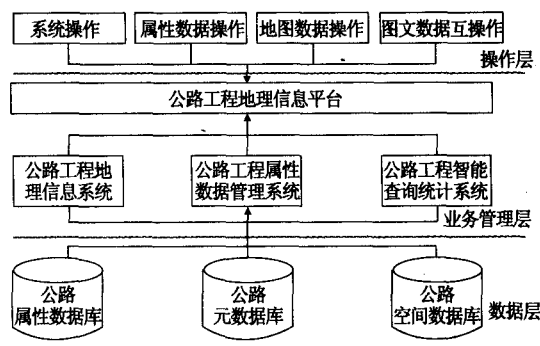 系统操作
属性数据操作
地图数据操作
图文数据互操作
操作层
公路工程地理信息平台
公路工程地
理信息系统
公路工程属性
数据管理系统
公路工程智能
查询统计系统
业务管理层
公路
属性数据库
公路
元数据库
公路
空间数据库
数据层